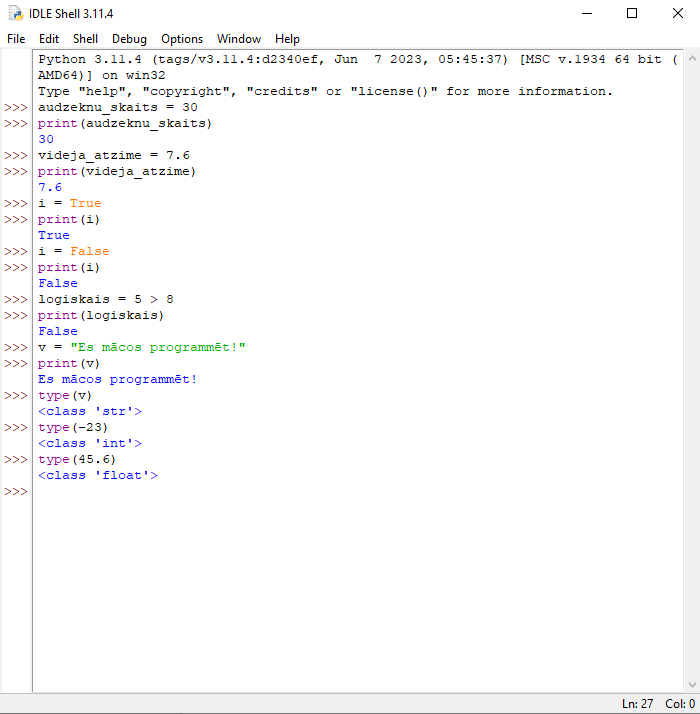 IDLE Shell 3.11.4
File Edit Shell Debug Options Window Help
Python 3.11.4 (tags/v3.11.4:d2340ef, Jun  7 2023, 05:45:37) [MSC v.1934 64 bit (
AMD64)] on win32
Type "help", "copyright", "credits" or "license()" for more information.
>>> audzeknu_skaits = 30
>>> print(audzeknu_skaits)
30
>>> videja_atzime = 7.6
>>> print(videja_atzime)
7.6
>>> i = True
>>> print(i)
True
>>> i = False
>>> print(i)
False
>>> logiskais = 5 > 8
>>> print(logiskais)
False
>>> v = "Es mācos programmēt!"
>>> print(v)
Es mācos programmēt!
>>> type(v)
<class 'str'>
>>> type(-23)
<class 'int'>
>>> type(45.6)
<class 'float'>
>>>
Ln: 27 Col: 0